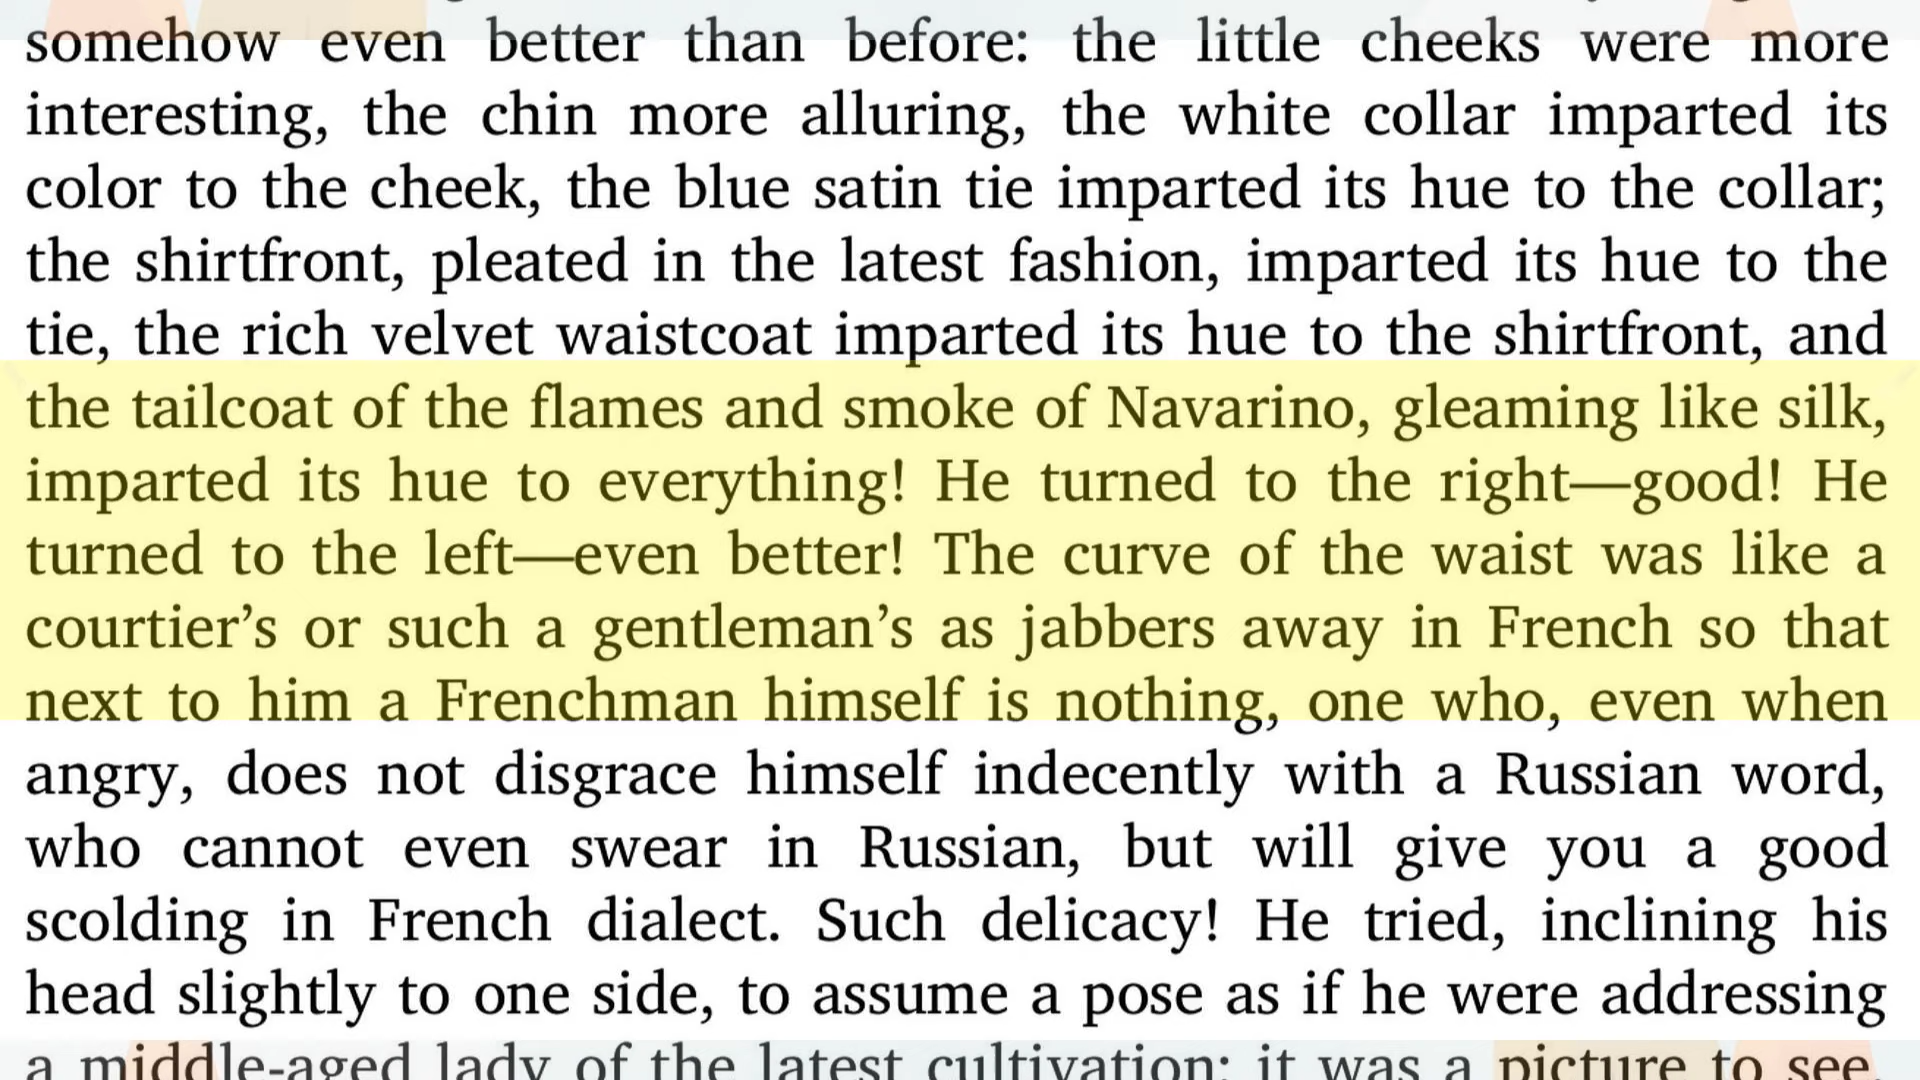 somehow even better than before: the little cheeks were more
interesting, the chin more alluring, the white collar imparted its
color to the cheek, the blue satin tie imparted its hue to the collar;
the shirtfront, pleated in the latest fashion, imparted its hue to the
tie, the rich velvet waistcoat imparted its hue to the shirtfront, and
the tailcoat of the flames and smoke of Navarino, gleaming like silk,
imparted its hue to everything! He turned to the right—good! He
turned to the left—even better! The curve of the waist was like a
courtier’s or such a gentleman’s as jabbers away in French so that
next to him a Frenchman himself is nothing, one who, even when
angry, does not disgrace himself indecently with a Russian word,
who cannot even swear in Russian, but will give you a good
scolding in French dialect. Such delicacy! He tried, inclining his
head slightly to one side, to assume a pose as if he were addressing
a middle-aged lady of the latest cultivation: it was a picture to see.